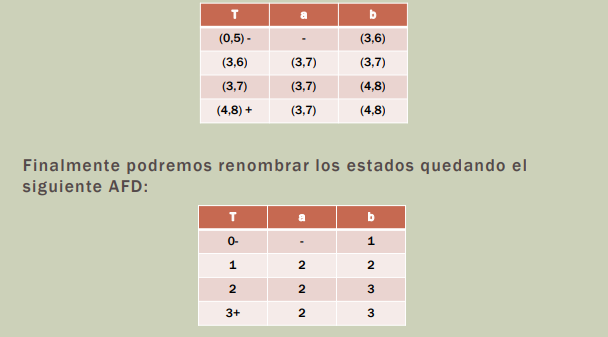 T a b
(0,5) - - (3,6)
(3,6) (3,7) (3,7)
(3,7) (3,7) (4,8)
(4,8) + (3,7) (4,8)
Finalmente podremos renombrar los estados quedando el
siguiente AFD:
T a b
0- - 1
1 2 2
2 2 3
3+ 2 3